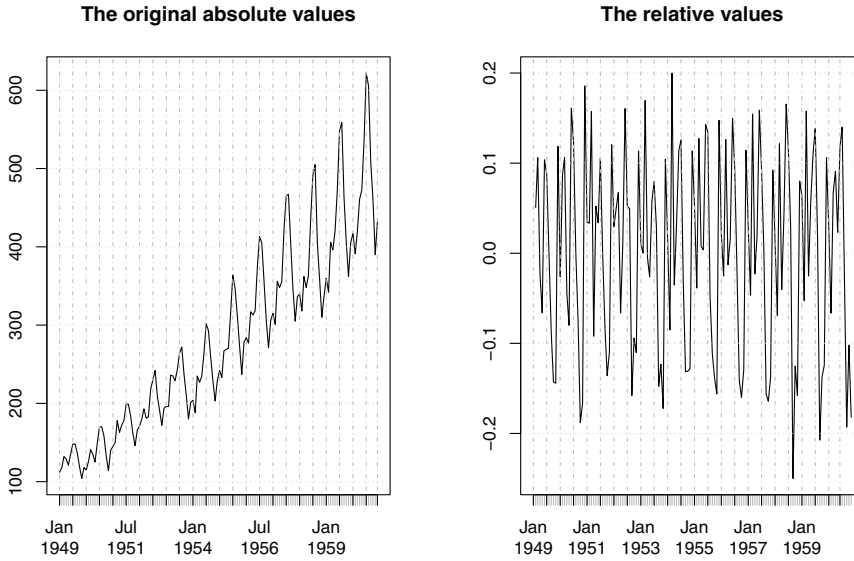 The original absolute values
600
500
400
300
200
100
Jan Jul Jan Jul Jan
1949 1951 1954 1956 1959
The relative values
0.2
0.1
0.0
−0.1
−0.2
Jan Jan Jan Jan Jan Jan
1949 1951 1953 1955 1957 1959